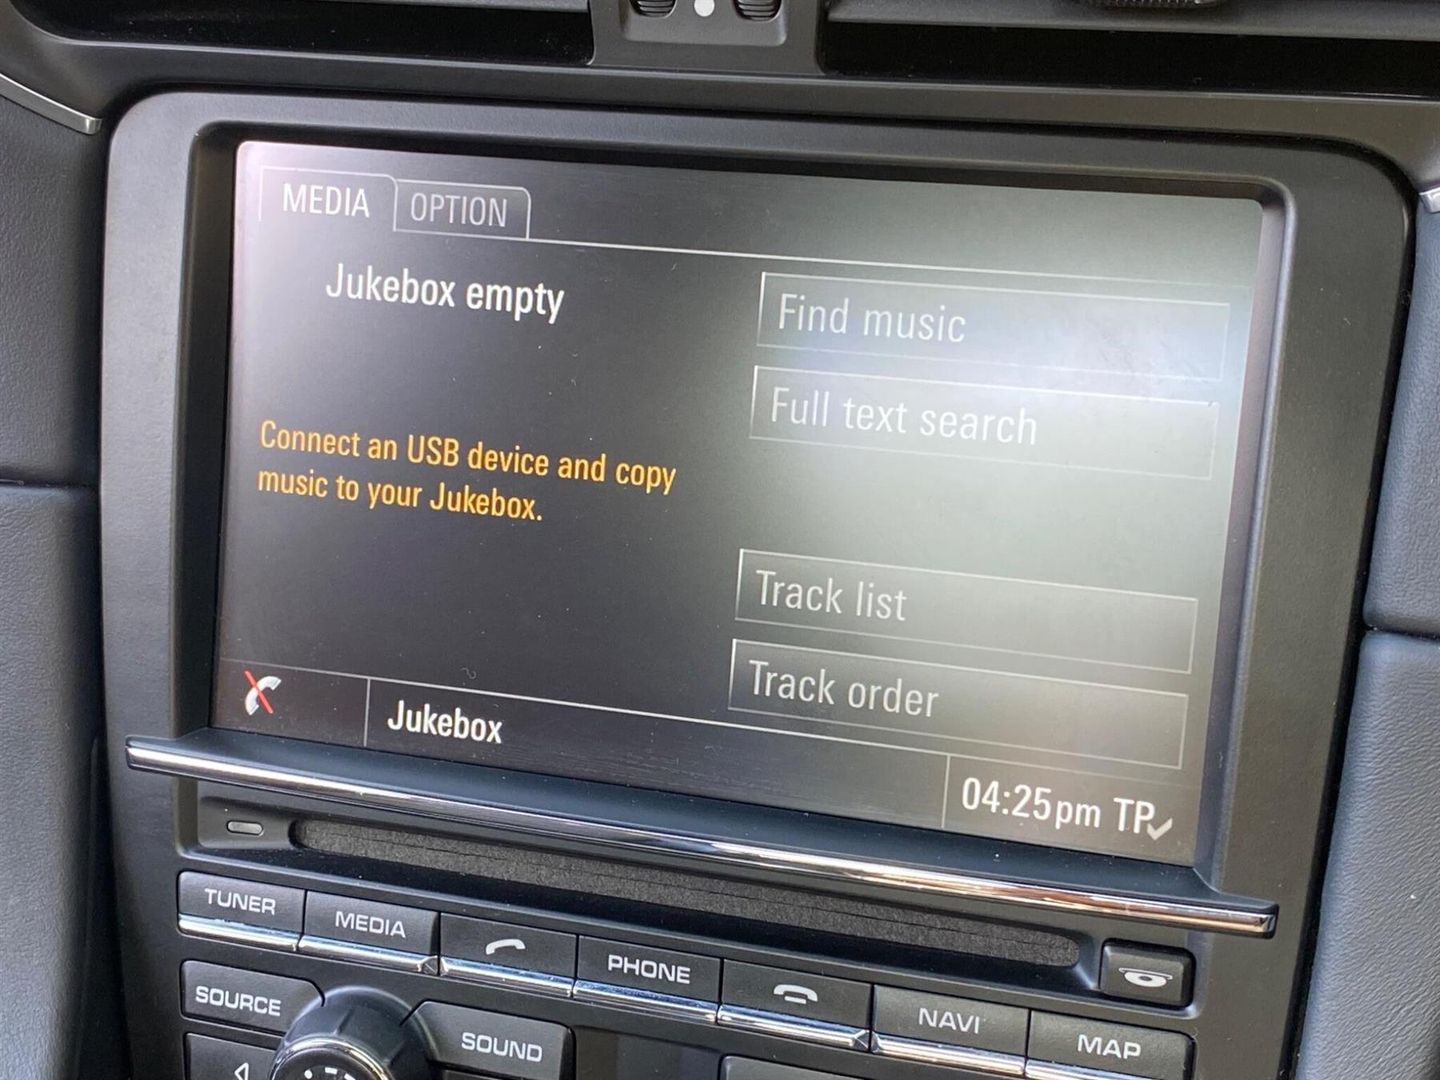 MEDIA
OPTION
Jukebox empty
Find music
Full text search
Connect an USB device and copy
music to your Jukebox.
Track list
Track order
Jukebox
04:25pm TP
TUNER
MEDIA
PHONE
NAVI
MAP
SOURCE
SOUND